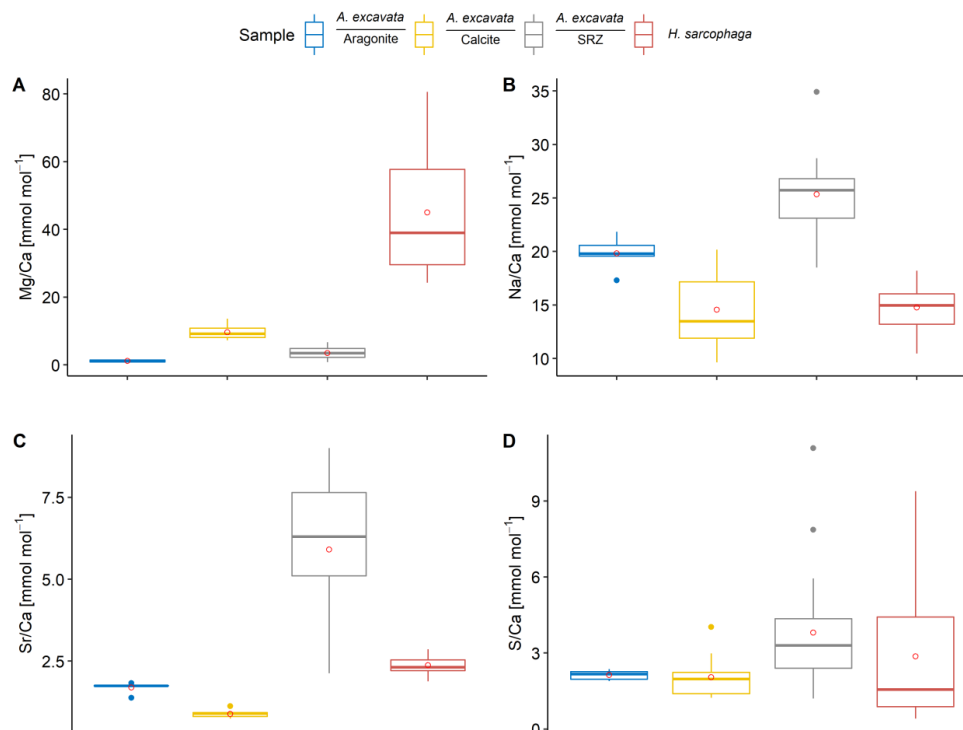 Sample A. excavata Aragonite A. excavata Calcite A. excavata SRZ H. sarcophaga
A
Mg/Ca [mmol mol⁻¹]
80
60
40
20
0
B
Na/Ca [mmol mol⁻¹]
35
30
25
20
15
10
C
Sr/Ca [mmol mol⁻¹]
7.5
5.0
2.5
D
S/Ca [mmol mol⁻¹]
9
6
3
0